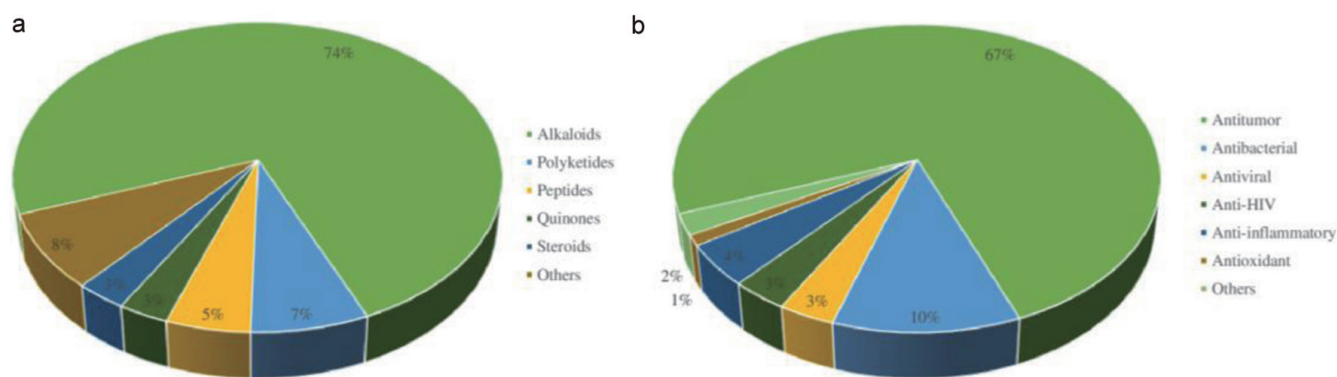 a
74%
8%
3%
3%
5%
7%
Alkaloids
Polyketides
Peptides
Quinones
Steroids
Others
b
67%
2%
1%
4%
3%
3%
10%
Antitumor
Antibacterial
Antiviral
Anti-HIV
Anti-inflammatory
Antioxidant
Others